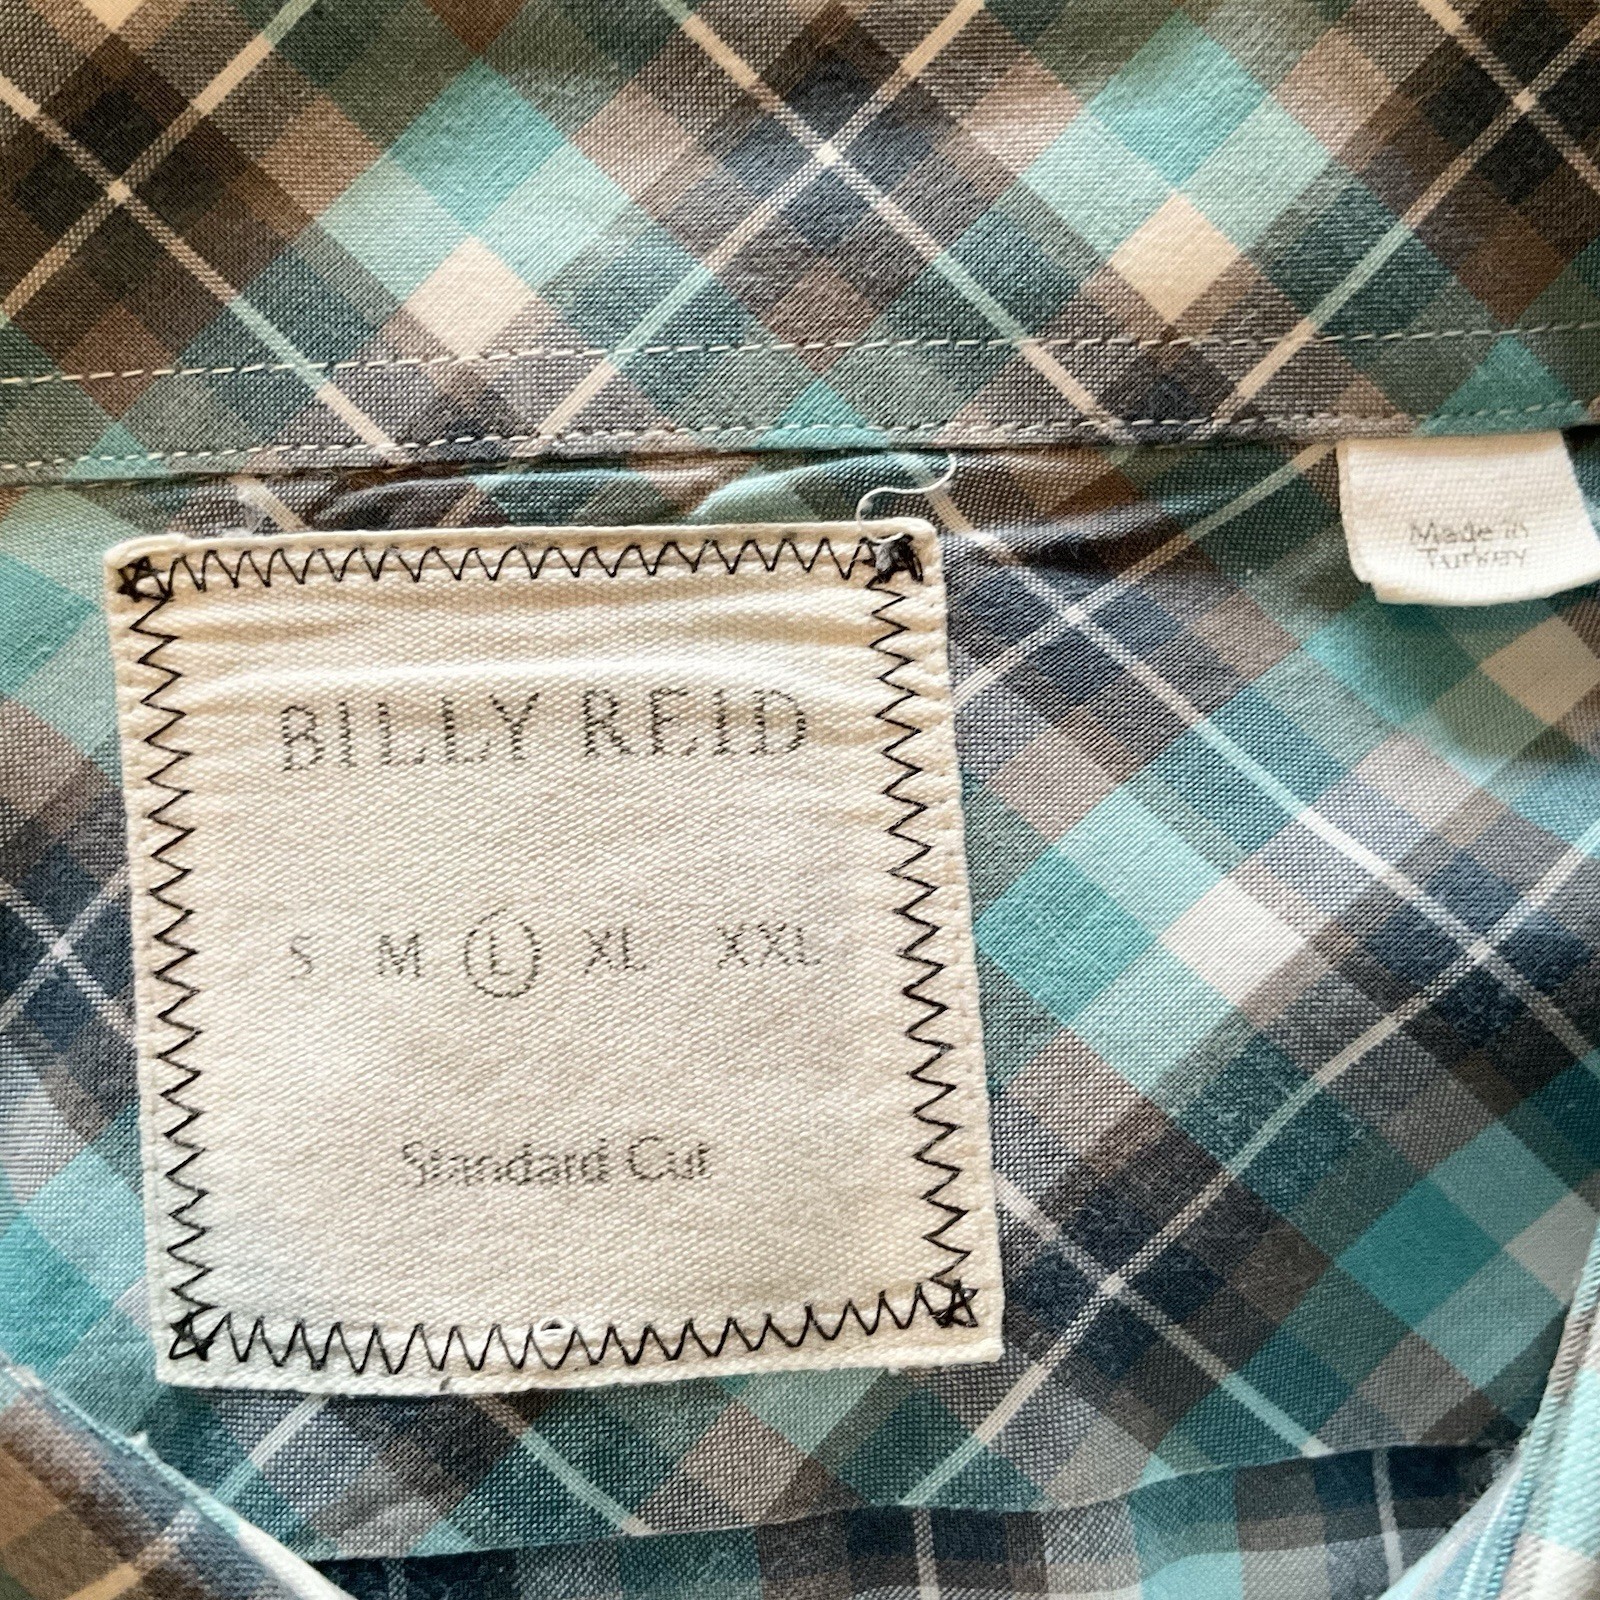 Made in
Turkey
BILLY REID
S M L XL XXL
Standard Cut